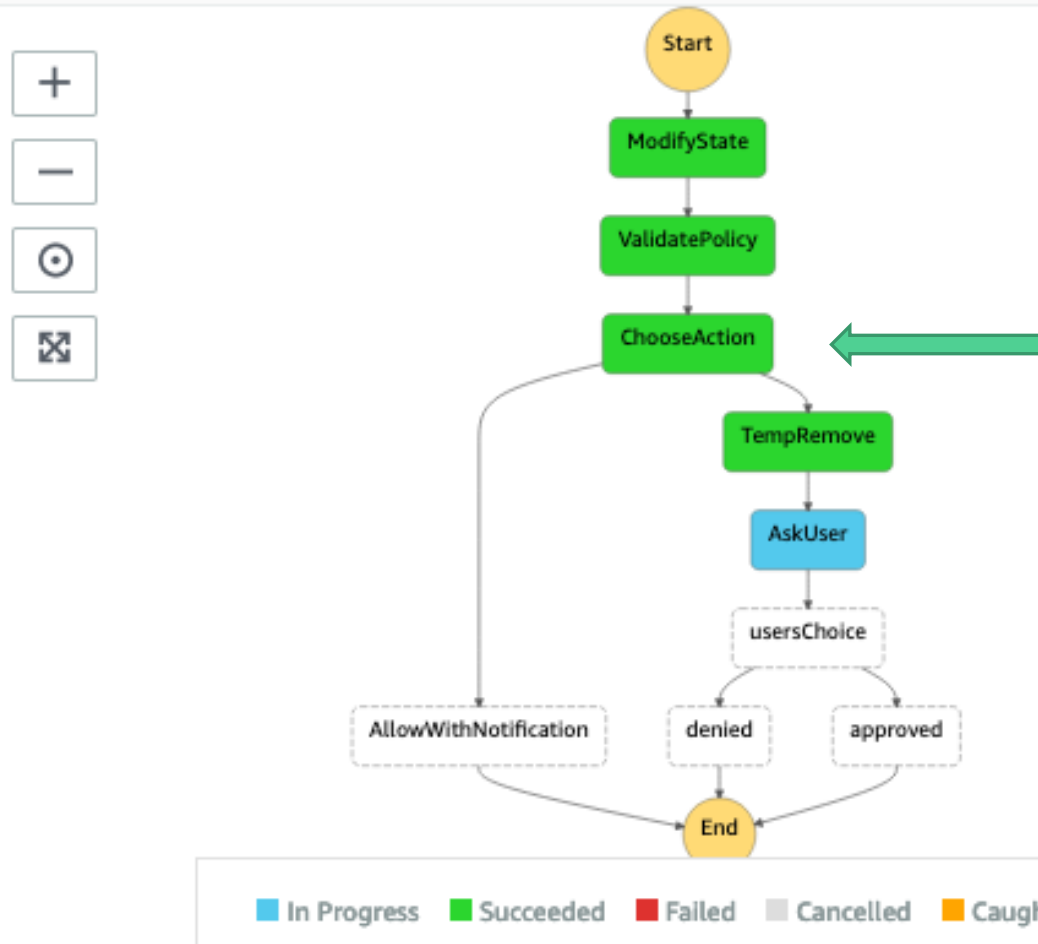 Start
ModifyState
ValidatePolicy
ChooseAction
TempRemove
AskUser
usersChoice
AllowWithNotification denied approved
End
In Progress Succeeded Failed Cancelled